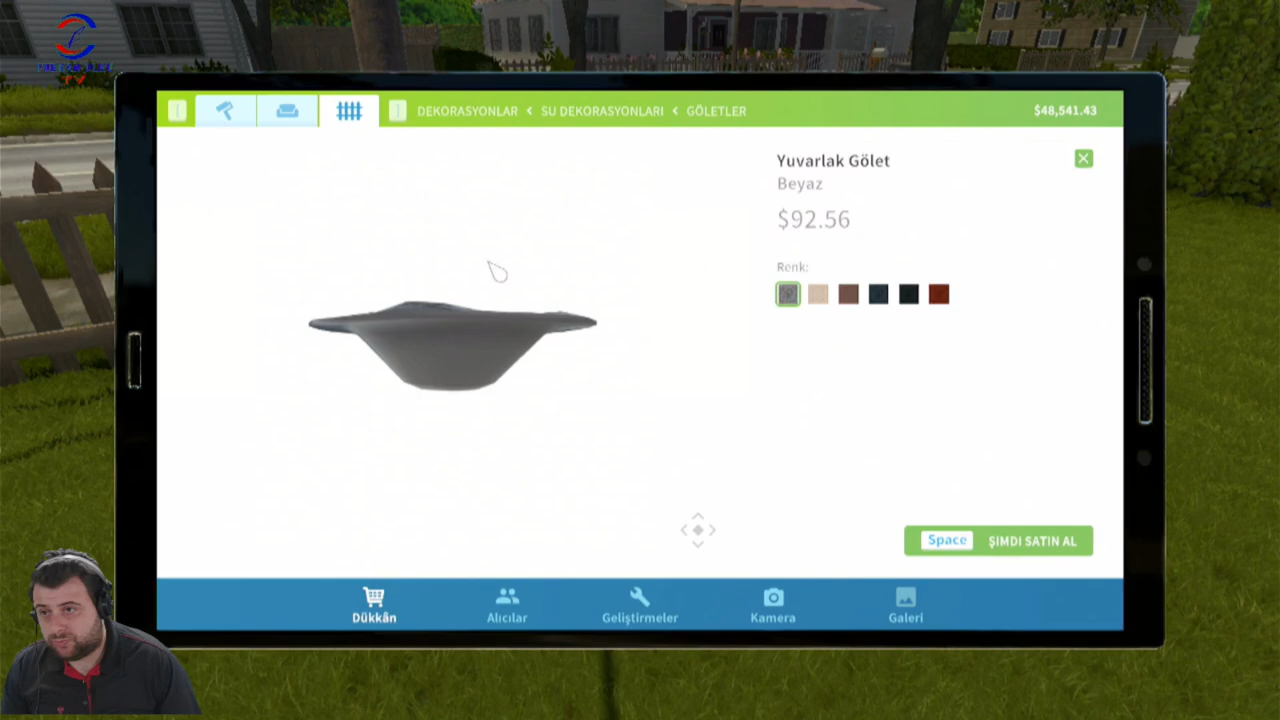 DEKORASYONLAR < SU DEKORASYONLARI < GÖLETLER
$48,541.43
Yuvarlak Gölet
Beyaz
$92.56
Renk:
Space ŞIMDI SATIN AL
Dükkân
Alıcılar
Geliştirmeler
Kamera
Galeri